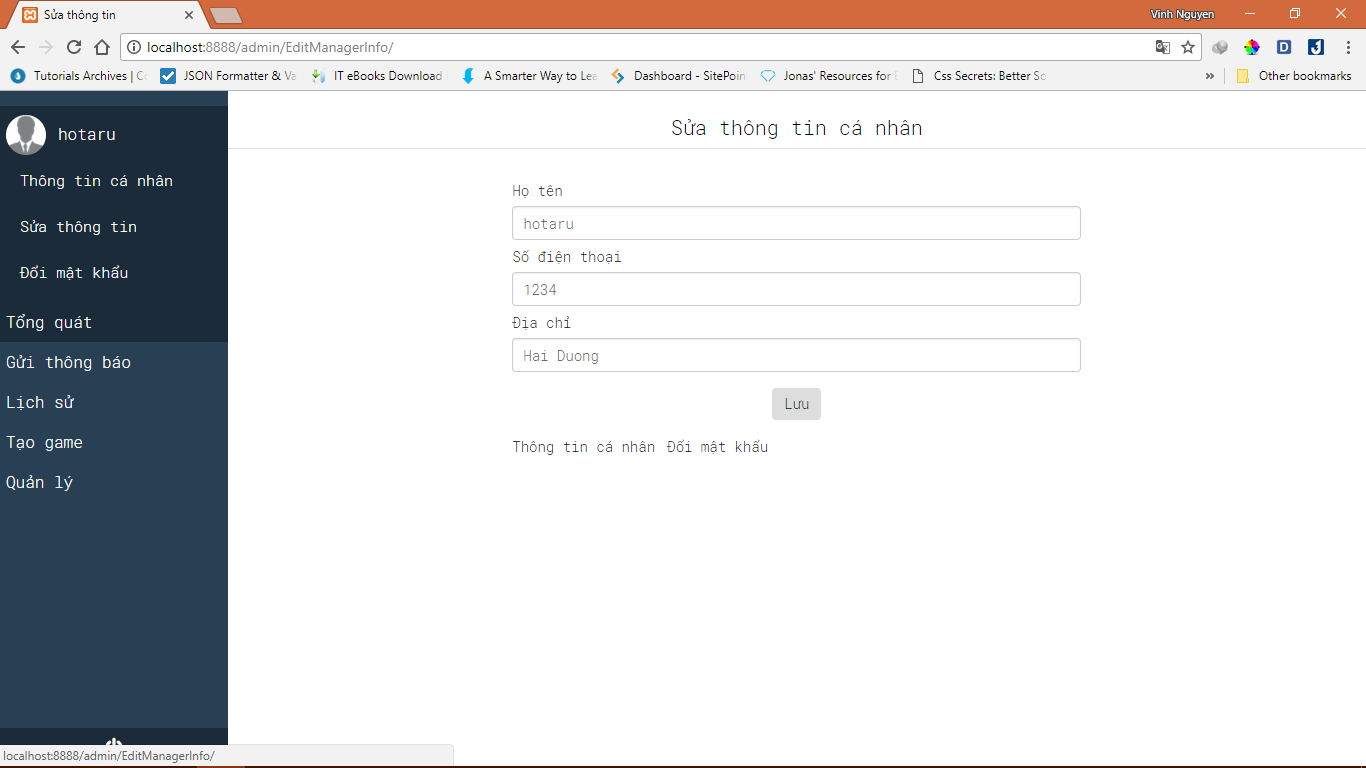 Sửa thông tin
Vinh Nguyen
localhost:8888/admin/EditManagerInfo/
Tutorials Archives | Co
JSON Formatter & Va
IT eBooks Download
A Smarter Way to Lea
Dashboard - SitePoin
Jonas' Resources for E
Css Secrets: Better So
»
Other bookmarks
hotaru
Thông tin cá nhân
Sửa thông tin
Đổi mật khẩu
Tổng quát
Gửi thông báo
Lịch sử
Tạo game
Quản lý
Sửa thông tin cá nhân
Họ tên
hotaru
Số điện thoại
1234
Địa chỉ
Hai Duong
Lưu
Thông tin cá nhân Đổi mật khẩu
localhost:8888/admin/EditManagerInfo/